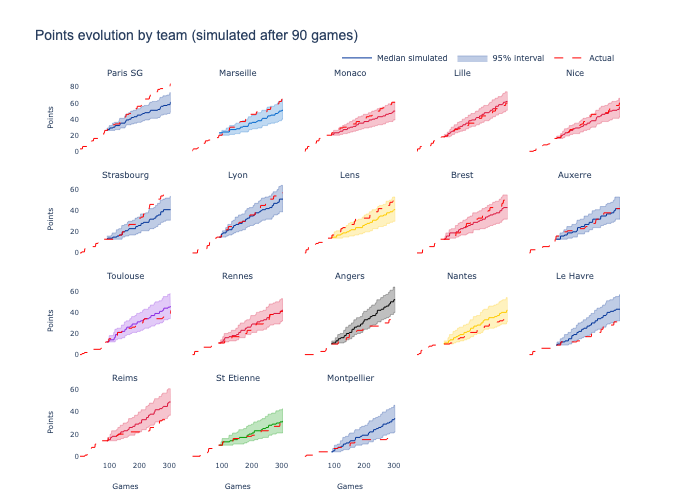 Points evolution by team (simulated after 90 games)
Median simulated 95% interval Actual
Paris SG Marseille Monaco Lille Nice
80
60
40
20
0
Points
Strasbourg Lyon Lens Brest Auxerre
60
40
20
0
Points
Toulouse Rennes Angers Nantes Le Havre
60
40
20
0
Points
Reims St Etienne Montpellier
60
40
20
0
Points
100 200 300 100 200 300 100 200 300
Games Games Games